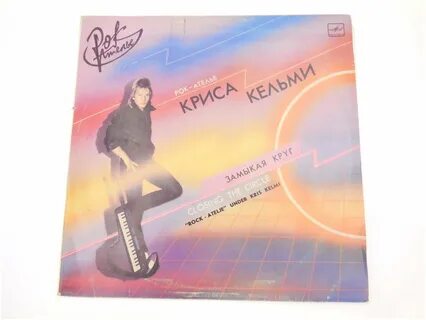 Рок
Ателье
РОК-АТЕЛЬЕ
КРИСА КЕЛЬМИ
ЗАМЫКАЯ КРУГ
CLOSING THE CIRCLE
"ROCK-ATELIE" UNDER KRIS KELMI